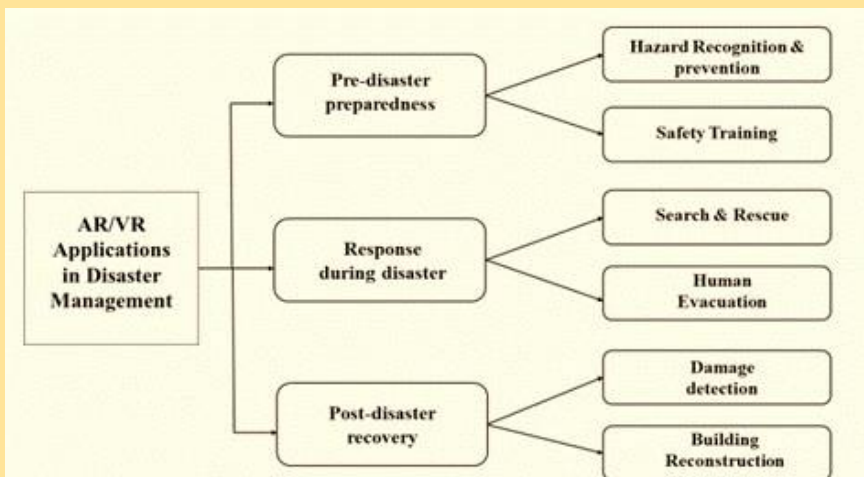 AR/VR
Applications
in Disaster
Management
Pre-disaster
preparedness
Hazard Recognition &
prevention
Safety Training
Response
during disaster
Search & Rescue
Human
Evacuation
Post-disaster
recovery
Damage
detection
Building
Reconstruction